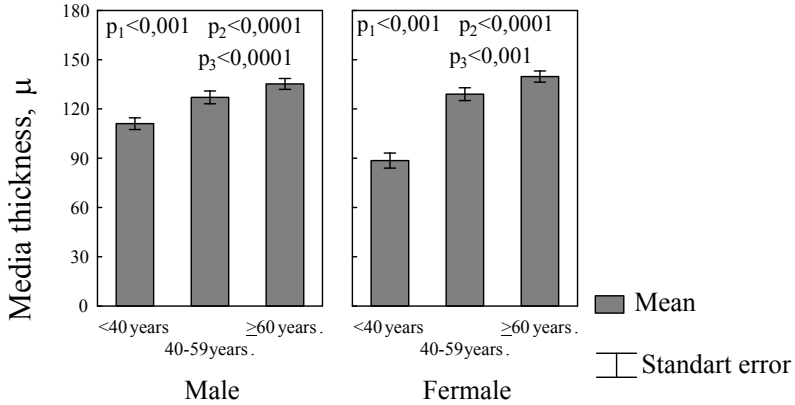 Media thickness, μ
180
150
120
90
60
30
0
p₁<0,001 p₂<0,0001
p₃<0,0001
p₁<0,001 p₂<0,0001
p₃<0,001
<40 years
40-59years.
≥60 years.
<40 years
40-59years.
≥60 years.
Male
Fermale
Mean
Standart error